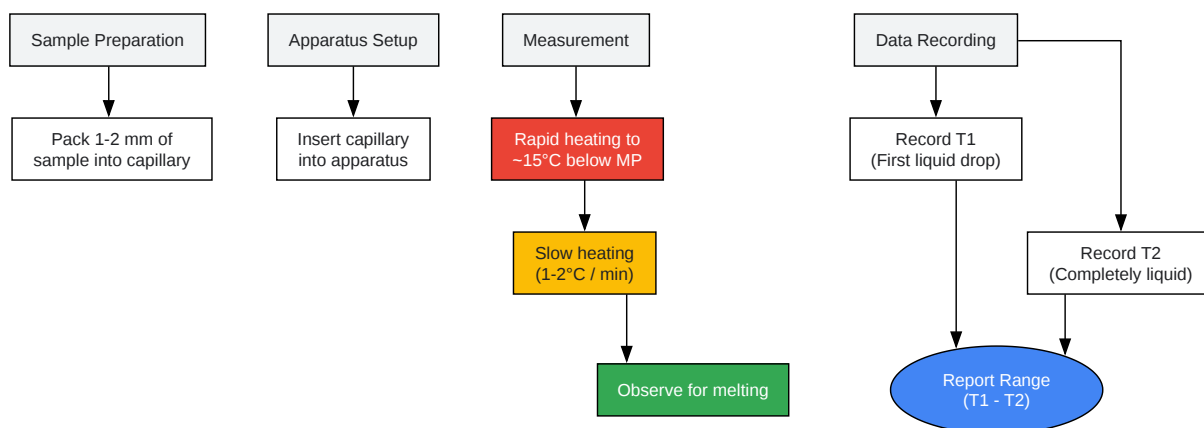 Sample Preparation
Apparatus Setup
Measurement
Data Recording
Pack 1-2 mm of
sample into capillary
Insert capillary
into apparatus
Rapid heating to
~15°C below MP
Record T1
(First liquid drop)
Slow heating
(1-2°C / min)
Record T2
(Completely liquid)
Observe for melting
Report Range
(T1 - T2)